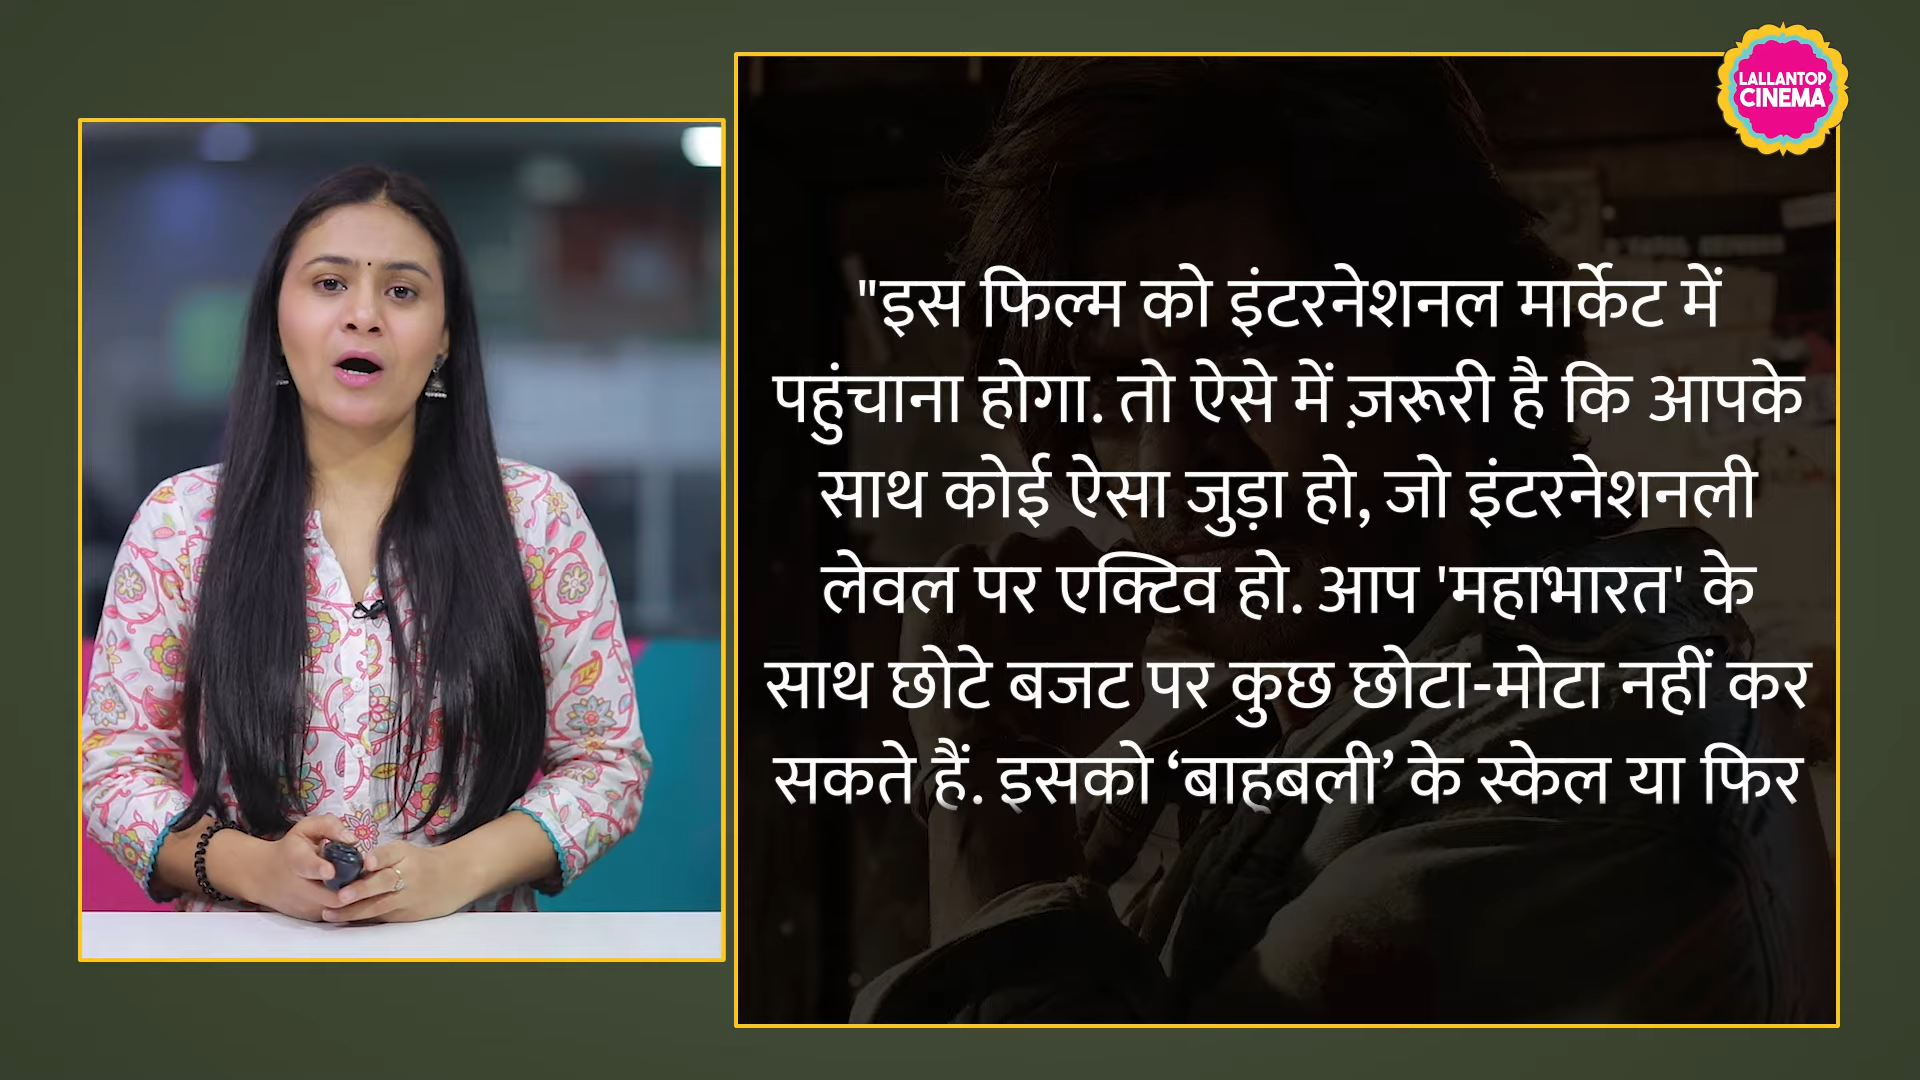 LALLANTOP
CINEMA
"इस फिल्म को इंटरनेशनल मार्केट में
पहुंचाना होगा. तो ऐसे में ज़रूरी है कि आपके
साथ कोई ऐसा जुड़ा हो, जो इंटरनेशनली
लेवल पर एक्टिव हो. आप 'महाभारत' के
साथ छोटे बजट पर कुछ छोटा-मोटा नहीं कर
सकते हैं. इसको ‘बाहुबली’ के स्केल या फिर